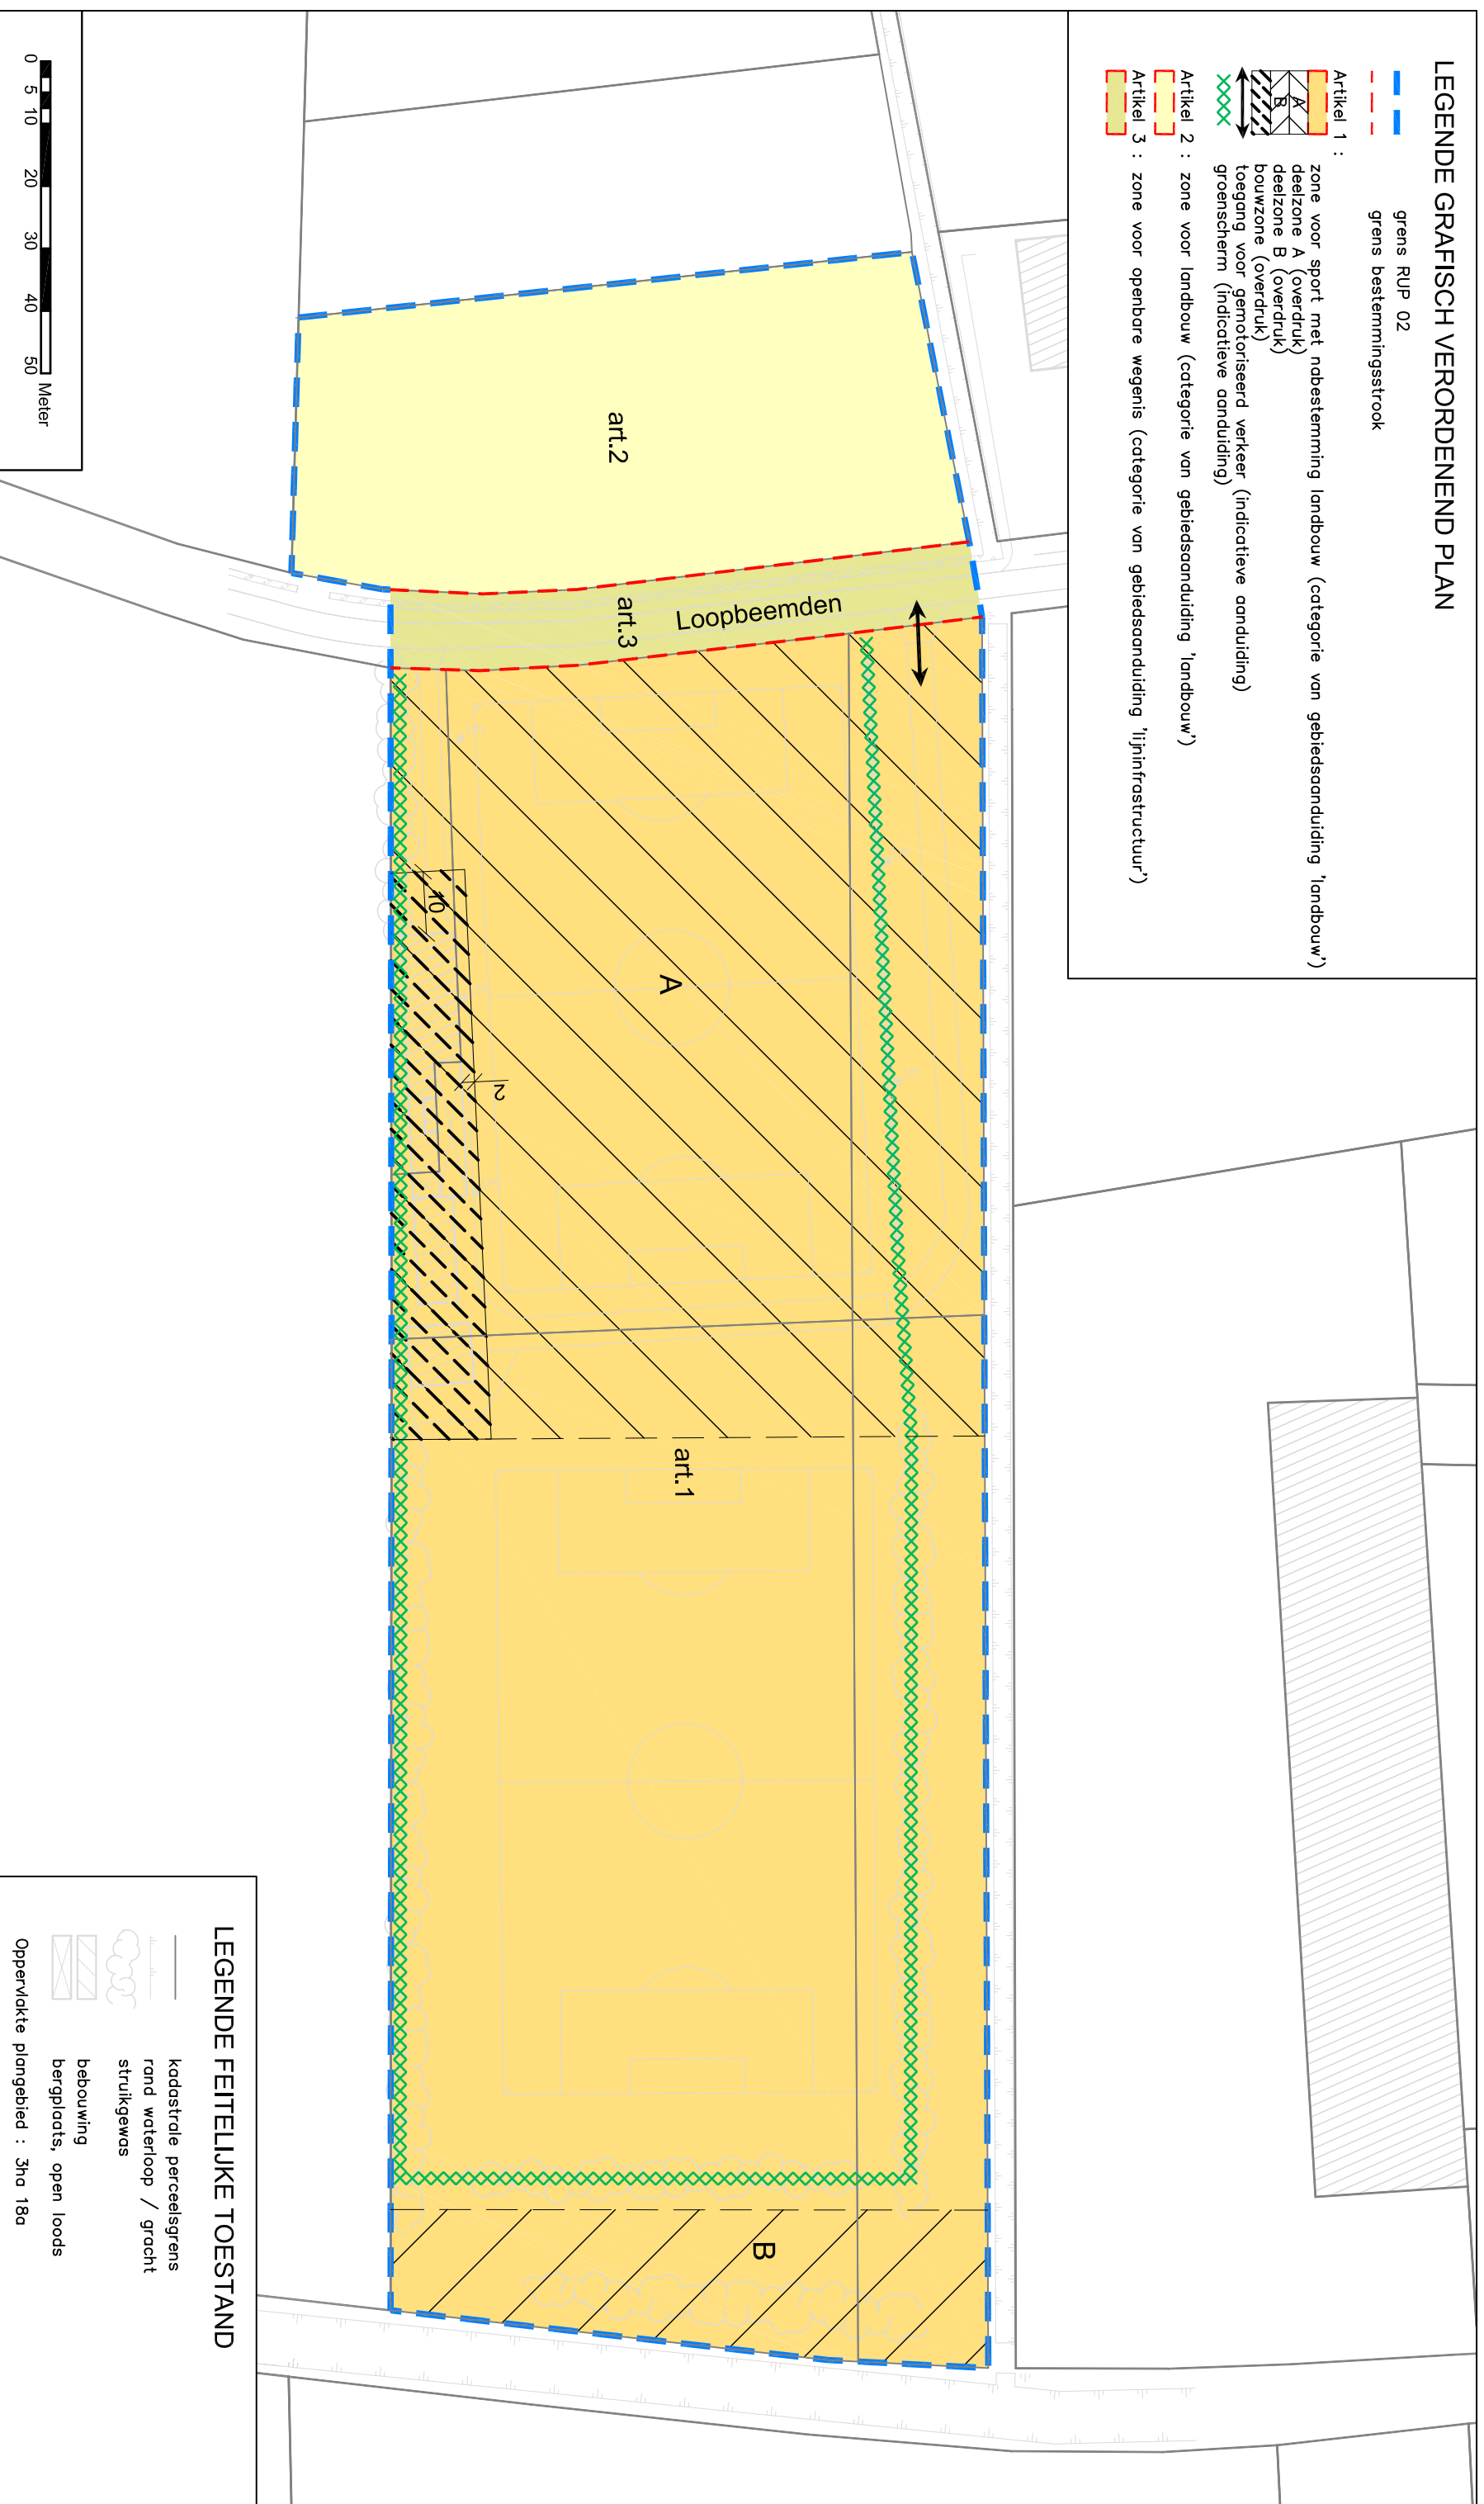 LEGENDE GRAFISCH VERORDENEND PLAN
grens RUP 02
grens bestemmingsstrook
Artikel 1 :
zone voor sport met nabestemming landbouw (categorie van gebiedsaanduiding 'landbouw')
A
deelzone A (overdruk)
B
deelzone B (overdruk)
bouwzone (overdruk)
toegang voor gemotoriseerd verkeer (indicatieve aanduiding)
groenscherm (indicatieve aanduiding)
Artikel 2 : zone voor landbouw (categorie van gebiedsaanduiding 'landbouw')
Artikel 3 : zone voor openbare wegenis (categorie van gebiedsaanduiding 'lijninfrastructuur')
art.2
art.3
Loopbeemden
A
10
2
art.1
B
0 5 10 20 30 40 50
Meter
LEGENDE FEITELIJKE TOESTAND
kadastrale perceelsgrens
rand waterloop / gracht
struikgewas
bebouwing
bergplaats, open loods
Oppervlakte plangebied : 3ha 18a